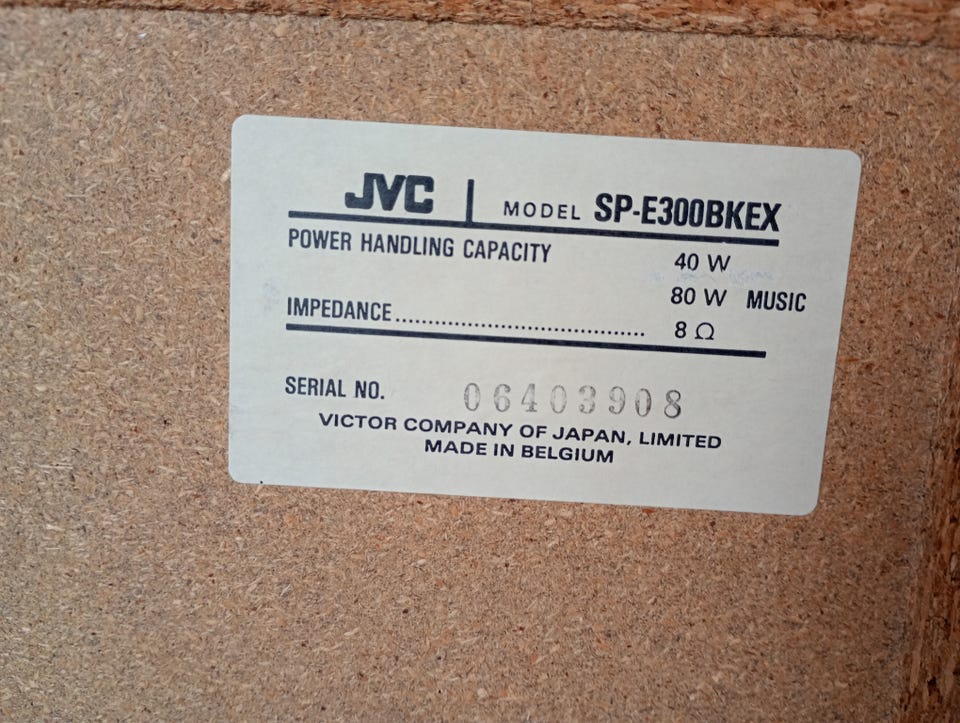 JVC | MODEL SP-E300BKEX
POWER HANDLING CAPACITY 40 W
80 W MUSIC
IMPEDANCE....................................... 8 Ω
SERIAL NO. 06403908
VICTOR COMPANY OF JAPAN, LIMITED
MADE IN BELGIUM